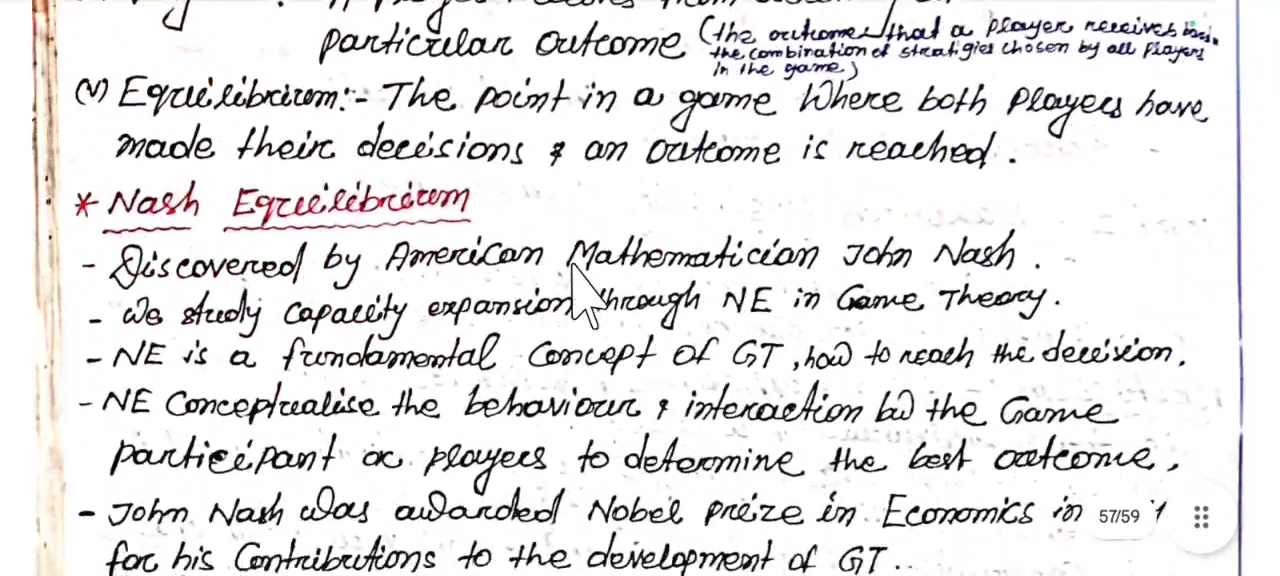 particular outcome (the outcomes that a player receives
the combination of stratigies chosen by all Players
in the game)
(v) Equilibrium:- The point in a game where both players have
made their decisions & an outcome is reached.
* Nash Equilibrium
- Discovered by American Mathematician John Nash.
- We study capacity expansion through NE in Game Theory.
- NE is a fundamental concept of GT, how to reach the decision.
- NE Conceptualise the behaviour & interaction bw the Game
participant or players to determine the best outcome.
- John Nash was awarded Nobel prize in Economics in
57/59
for his Contributions to the development of GT..